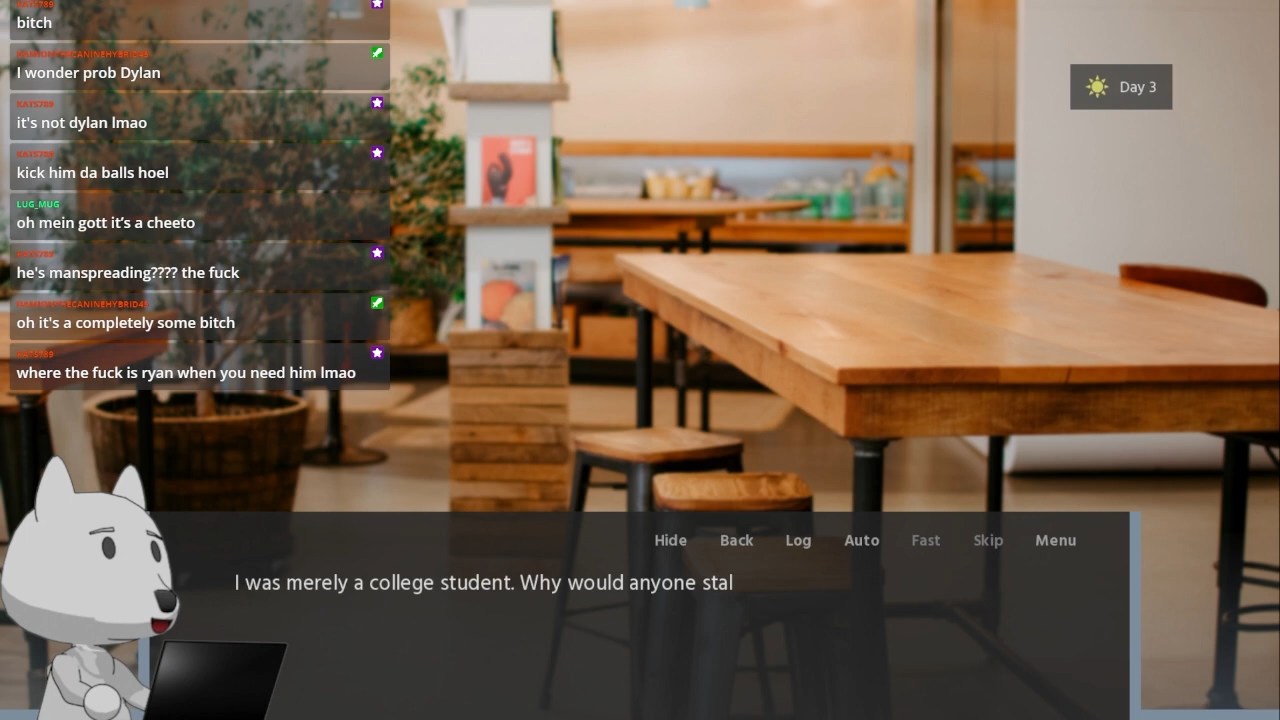 bitch
I wonder prob Dylan
it's not dylan lmao
kick him da balls hoel
LUG_MUG
oh mein gott it's a cheeto
he's manspreading???? the fuck
oh it's a completely some bitch
where the fuck is ryan when you need him lmao
Day 3
Hide Back Log Auto Fast Skip Menu
I was merely a college student. Why would anyone stal